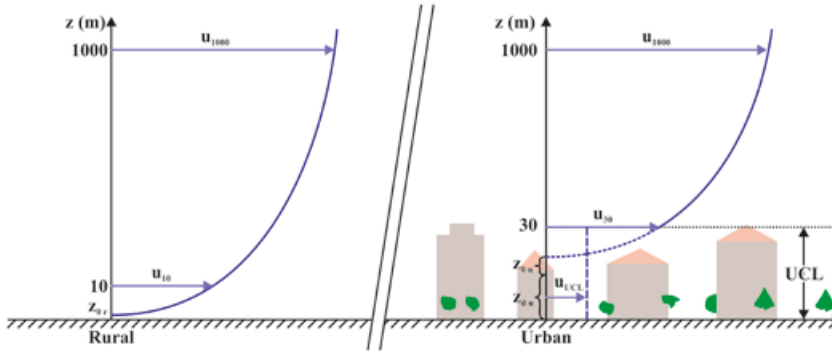 z (m)
1000
u1000
10
u10
z0 r
Rural
z (m)
1000
u1000
30
u30
z0 u
zd u
uUCL
UCL
Urban